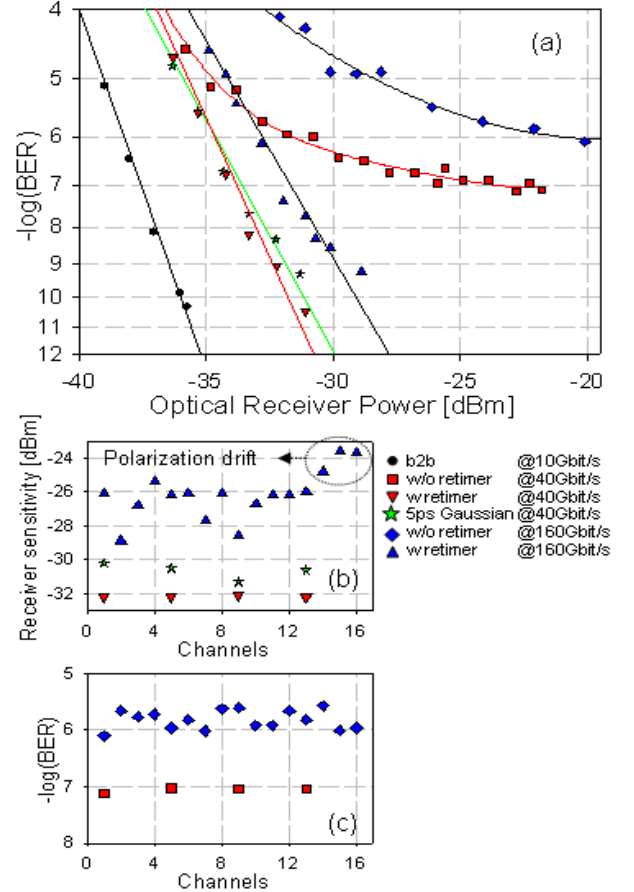 4
5
6
7
8
9
10
11
12
-log(BER)
(a)
-40
-35
-30
-25
-20
Optical Receiver Power [dBm]
-24
-26
-28
-30
-32
Receiver sensitivity [dBm]
Polarization drift
(b)
0
4
8
12
16
Channels
b2b @10Gbit/s
w/o retimer @40Gbit/s
w retimer @40Gbit/s
5ps Gaussian @40Gbit/s
w/o retimer @160Gbit/s
w retimer @160Gbit/s
5
6
7
8
-log(BER)
(c)
0
4
8
12
16
Channels